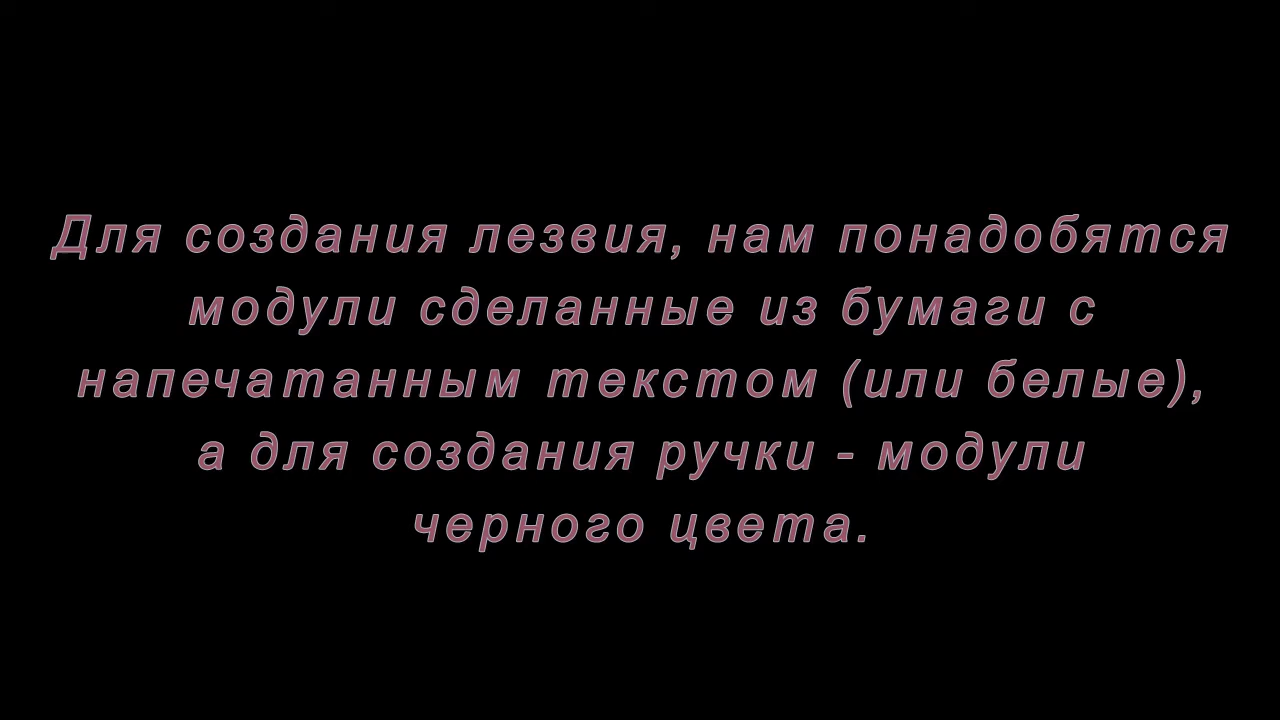 Для создания лезвия, нам понадобятся
модули сделанные из бумаги с
напечатанным текстом (или белые),
а для создания ручки - модули
черного цвета.